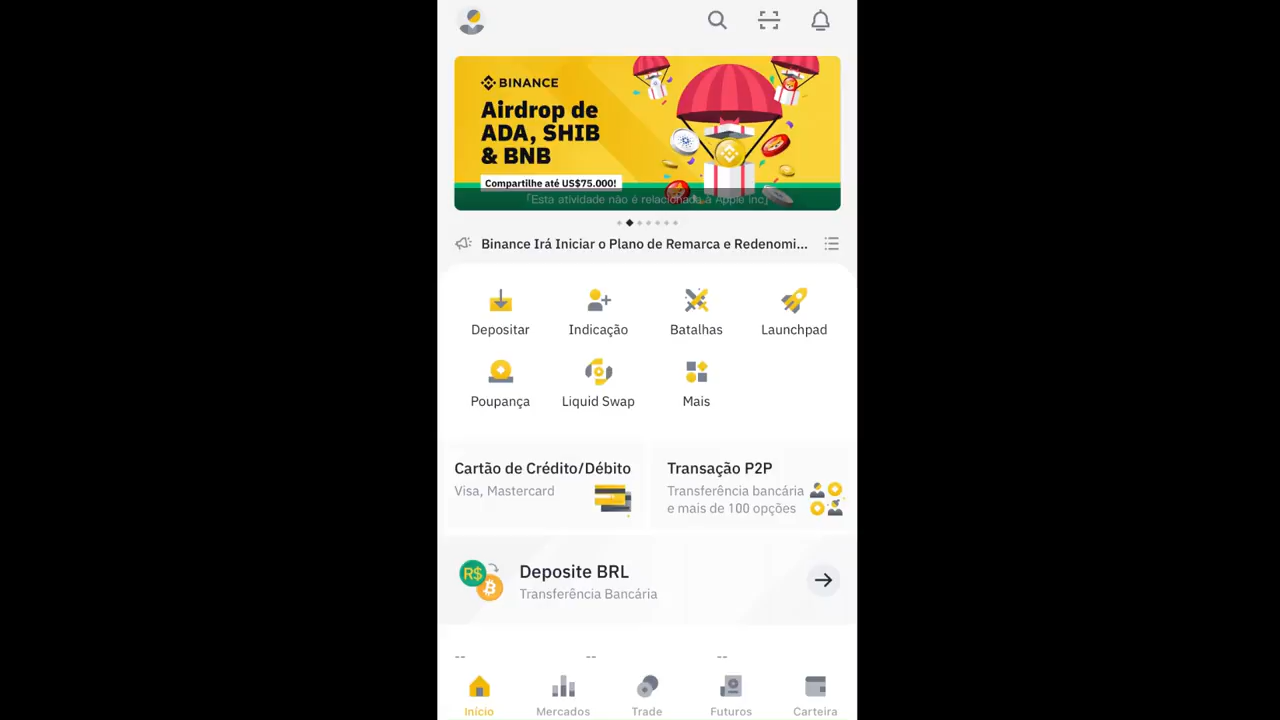 BINANCE
Airdrop de
ADA, SHIB
& BNB
Compartilhe até US$75.000!
「Esta atividade não é relacionada à Apple inc」
Binance Irá Iniciar o Plano de Remarca e Redenomi...
Depositar Indicação Batalhas Launchpad
Poupança Liquid Swap Mais
Cartão de Crédito/Débito
Visa, Mastercard
Transação P2P
Transferência bancária
e mais de 100 opções
R$
Deposite BRL
Transferência Bancária
-- -- --
Início Mercados Trade Futuros Carteira